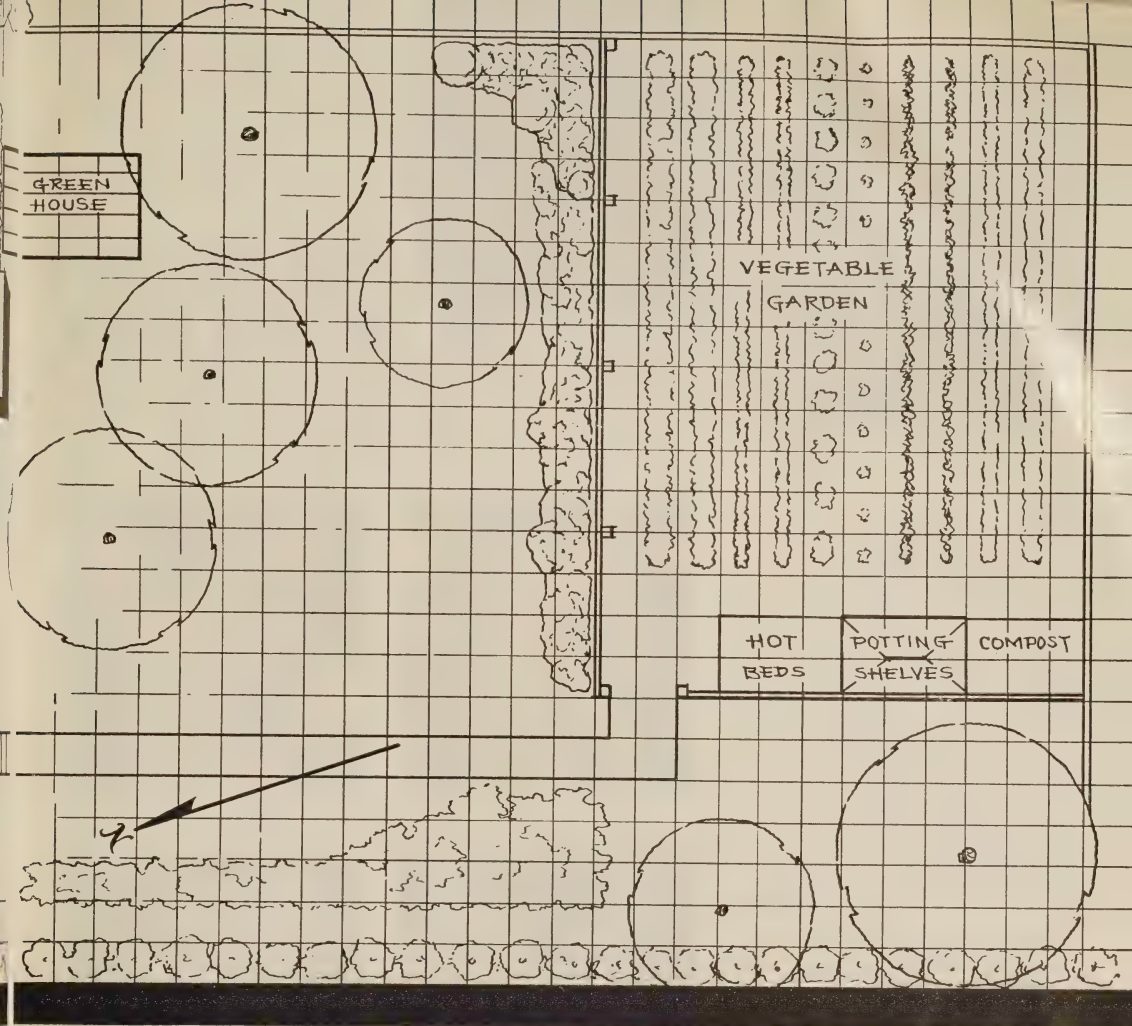 GREEN
HOUSE
VEGETABLE
GARDEN
HOT
BEDS
POTTING
SHELVES
COMPOST
N